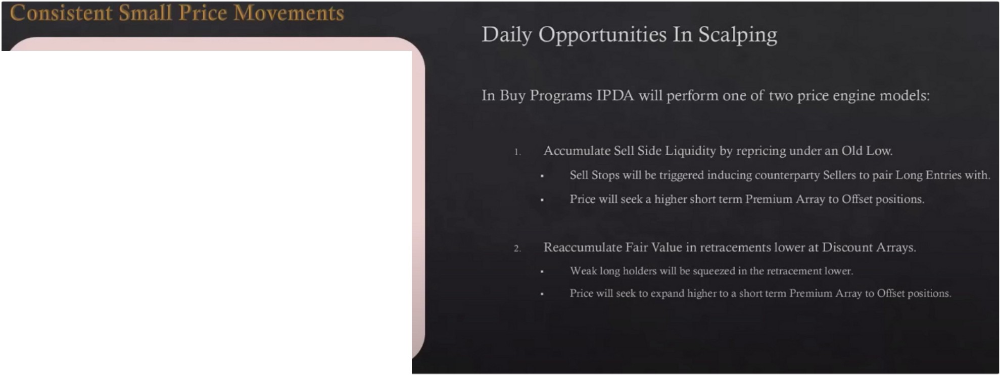 Consistent Small Price Movements
Daily Opportunities In Scalping
In Buy Programs IPDA will perform one of two price engine models:
1. Accumulate Sell Side Liquidity by repricing under an Old Low.
▪ Sell Stops will be triggered inducing counterparty Sellers to pair Long Entries with.
▪ Price will seek a higher short term Premium Array to Offset positions.
2. Reaccumulate Fair Value in retracements lower at Discount Arrays.
▪ Weak long holders will be squeezed in the retracement lower.
▪ Price will seek to expand higher to a short term Premium Array to Offset positions.